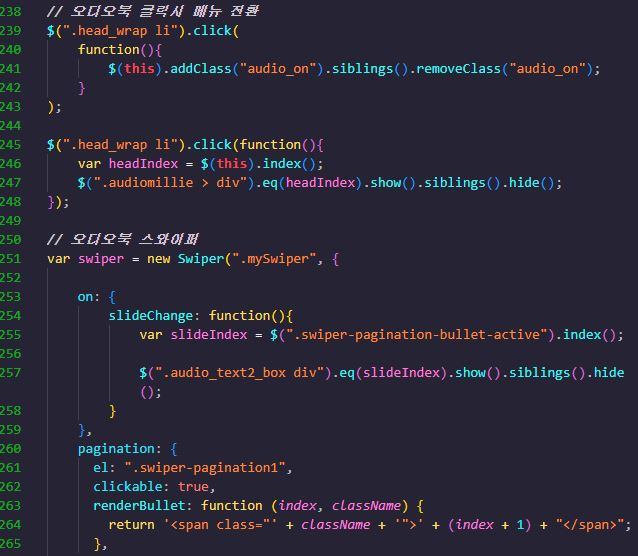 238 // 오디오북 클릭시 메뉴 전환
239 $(".head_wrap li").click(
240 function(){
241 $(this).addClass("audio_on").siblings().removeClass("audio_on");
242 }
243 );
244
245 $(".head_wrap li").click(function(){
246 var headIndex = $(this).index();
247 $(".audiomillie > div").eq(headIndex).show().siblings().hide();
248 });
249
250 // 오디오북 스와이퍼
251 var swiper = new Swiper(".mySwiper", {
252
253 on: {
254 slideChange: function(){
255 var slideIndex = $(".swiper-pagination-bullet-active").index();
256
257 $(".audio_text2_box div").eq(slideIndex).show().siblings().hide
();
258 }
259 },
260 pagination: {
261 el: ".swiper-pagination1",
262 clickable: true,
263 renderBullet: function (index, className) {
264 return '<span class="' + className + '">' + (index + 1) + "</span>";
265 },